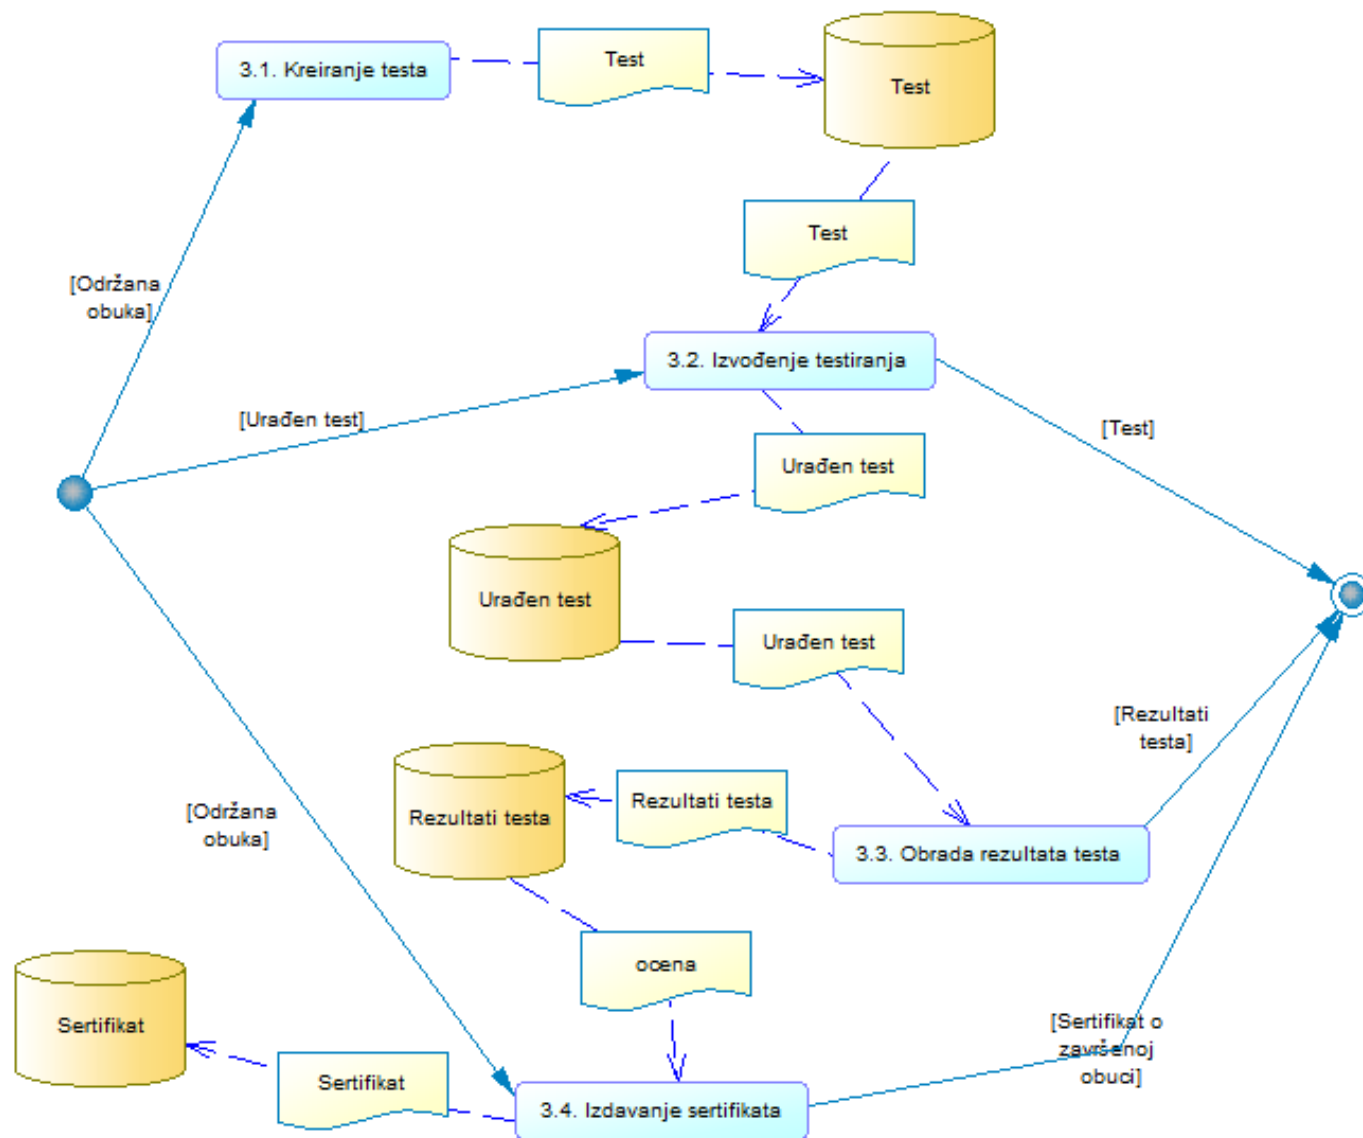 3.1. Kreiranje testa
Test
Test
Test
[Održana
obuka]
3.2. Izvođenje testiranja
[Urađen test]
[Test]
Urađen test
Urađen test
Urađen test
[Rezultati
testa]
Rezultati testa
Rezultati testa
[Održana
obuka]
3.3. Obrada rezultata testa
ocena
Sertifikat
[Sertifikat o
završenoj
obuci]
Sertifikat
3.4. Izdavanje sertifikata